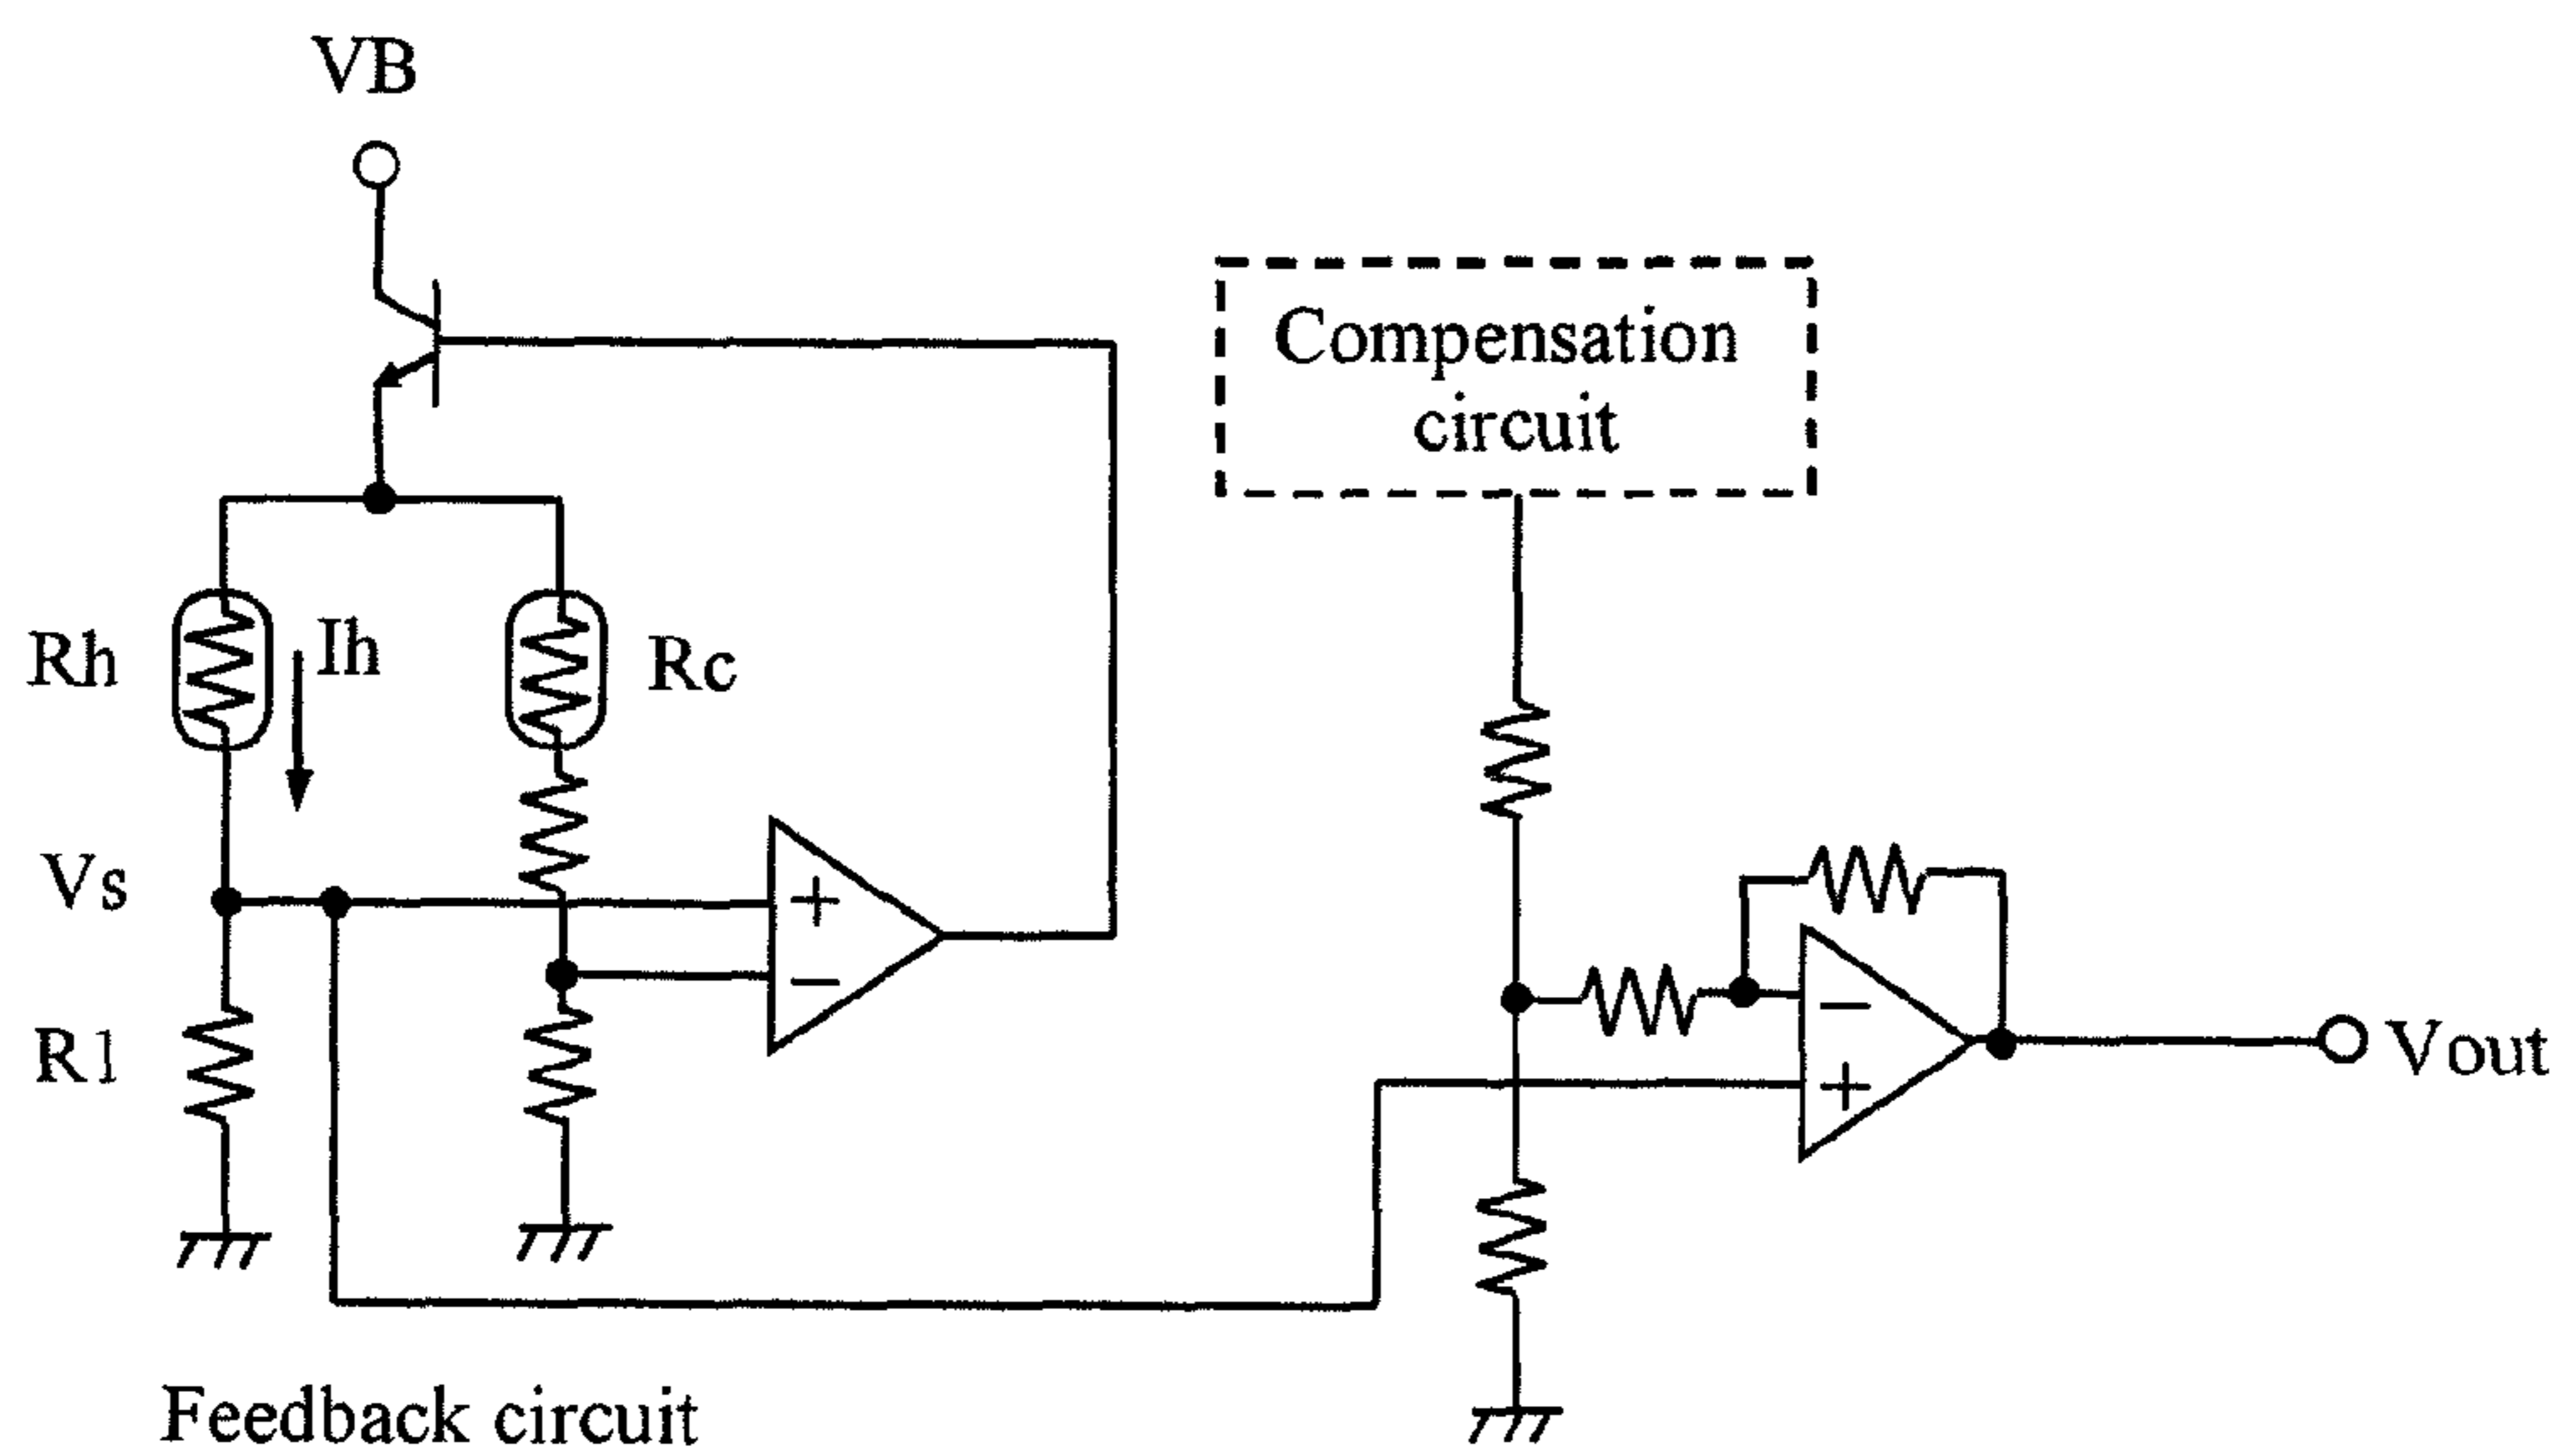 VB
Compensation
circuit
Rh
Ih
Rc
Vs
+
−
R1
−
+
Vout
Feedback circuit